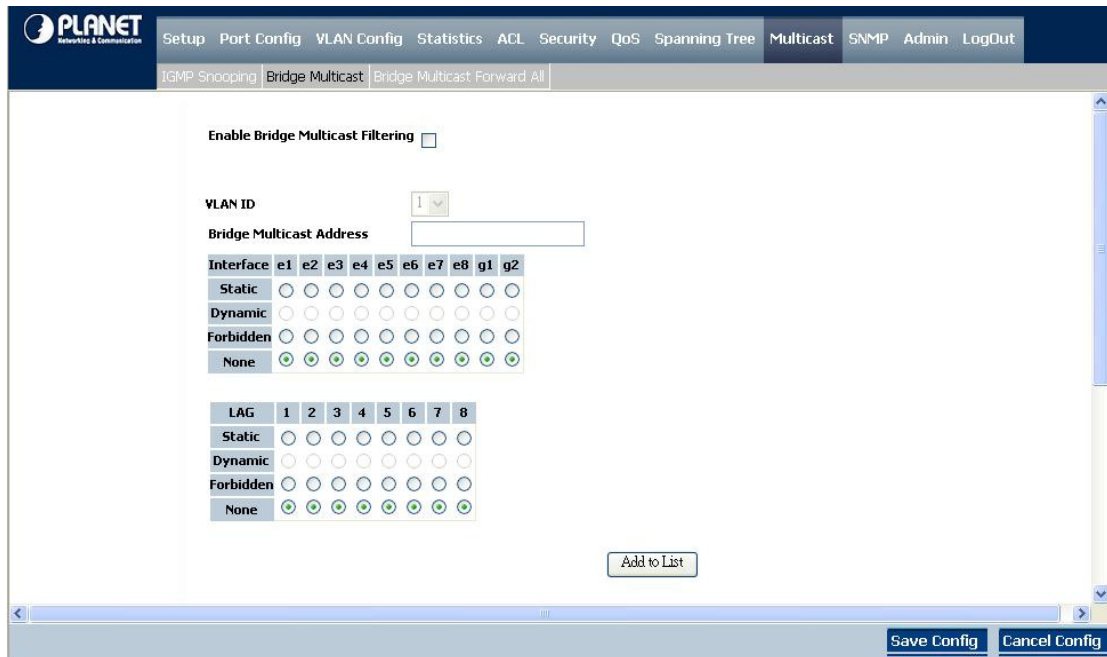 PLANET
Networking & Communication
Setup Port Config VLAN Config Statistics ACL Security QoS Spanning Tree Multicast SNMP Admin LogOut
IGMP Snooping Bridge Multicast Bridge Multicast Forward All
Enable Bridge Multicast Filtering
VLAN ID 1
Bridge Multicast Address
Interface e1 e2 e3 e4 e5 e6 e7 e8 g1 g2
Static
Dynamic
Forbidden
None
LAG 1 2 3 4 5 6 7 8
Static
Dynamic
Forbidden
None
Add to List
Save Config Cancel Config